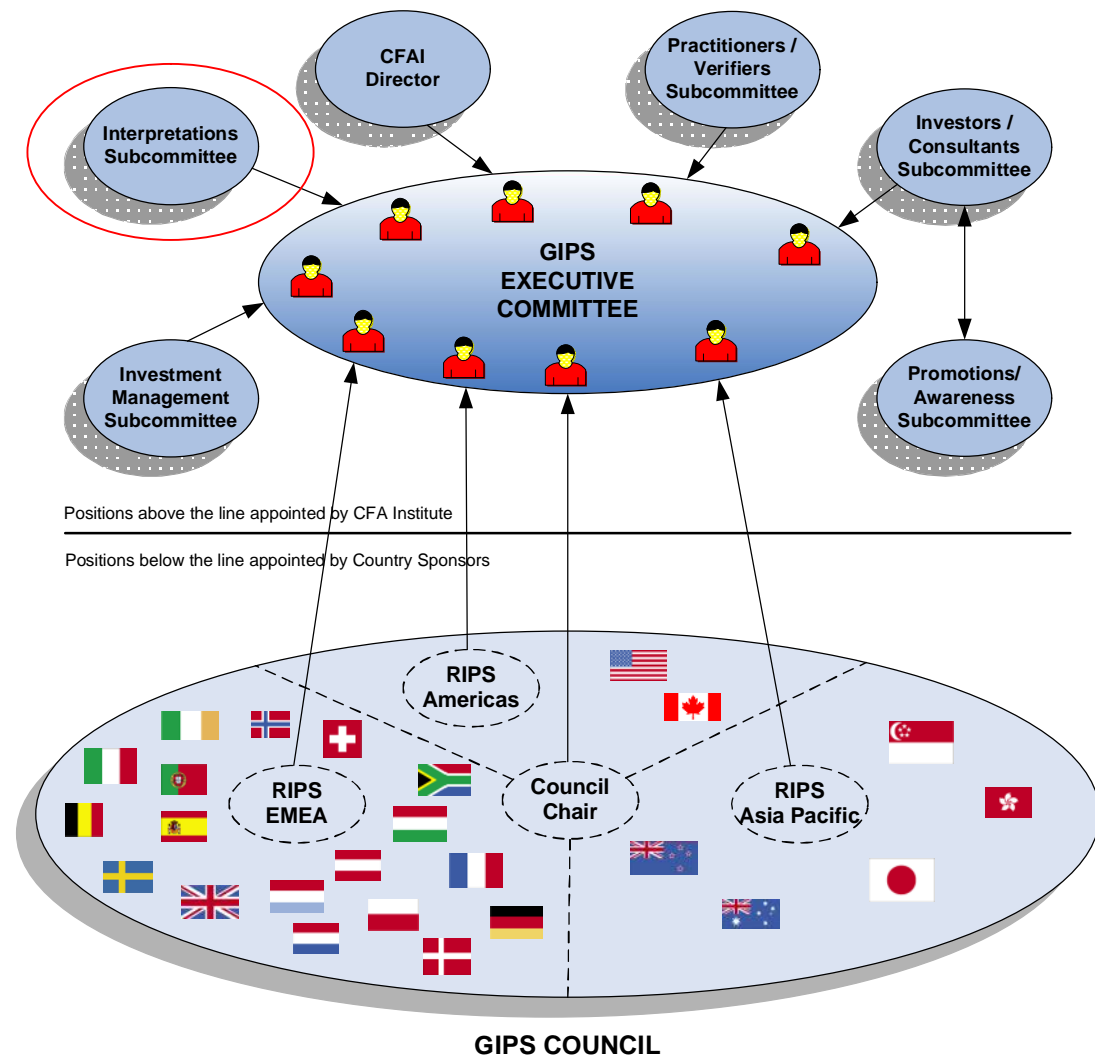 CFAI
Director
Practitioners /
Verifiers
Subcommittee
Interpretations
Subcommittee
Investors /
Consultants
Subcommittee
GIPS
EXECUTIVE
COMMITTEE
Investment
Management
Subcommittee
Promotions/
Awareness
Subcommittee
Positions above the line appointed by CFA Institute
Positions below the line appointed by Country Sponsors
RIPS
Americas
RIPS
EMEA
Council
Chair
RIPS
Asia Pacific
GIPS COUNCIL